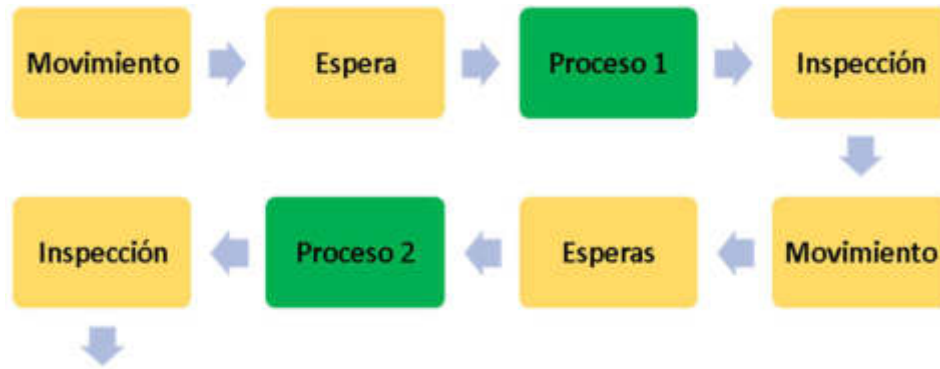 Movimiento
Espera
Proceso 1
Inspección
Movimiento
Esperas
Proceso 2
Inspección